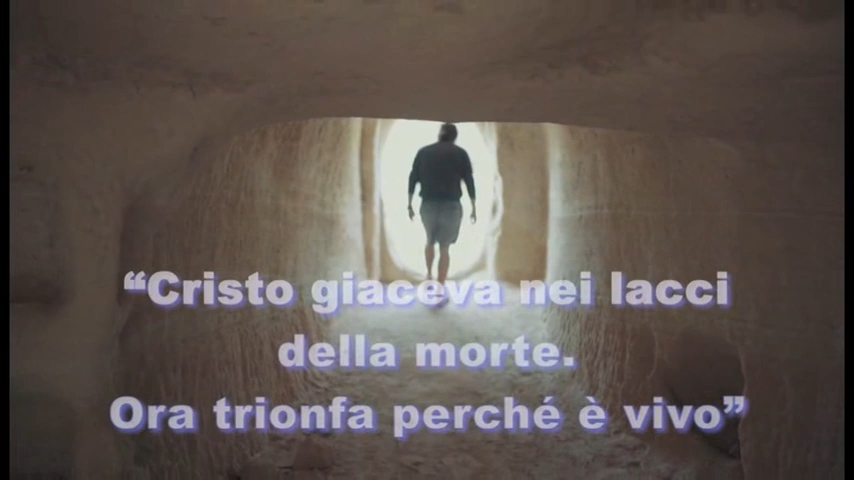 “Cristo giaceva nei lacci
della morte.
Ora trionfa perché è vivo”